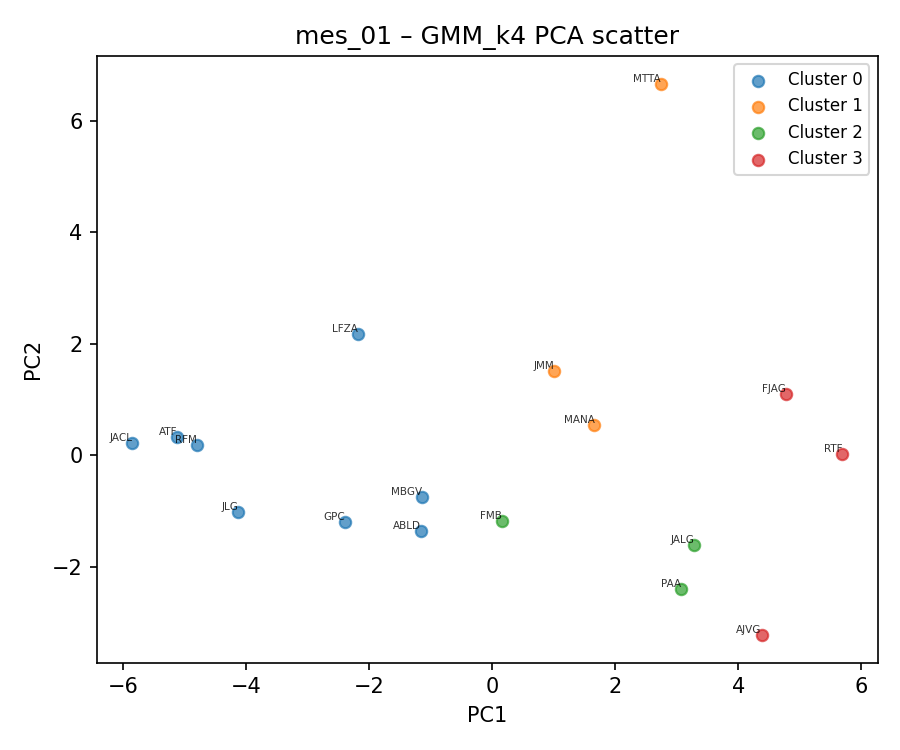 mes_01 – GMM_k4 PCA scatter
MTTA
Cluster 0
Cluster 1
Cluster 2
Cluster 3
6
4
2
0
−2
PC2
LFZA
JMM
FJAG
MANA
RTF
JACL
ATF
RFM
JLG
MBGV
GPC
ABLD
FMB
JALG
PAA
AJVG
−6
−4
−2
0
2
4
6
PC1